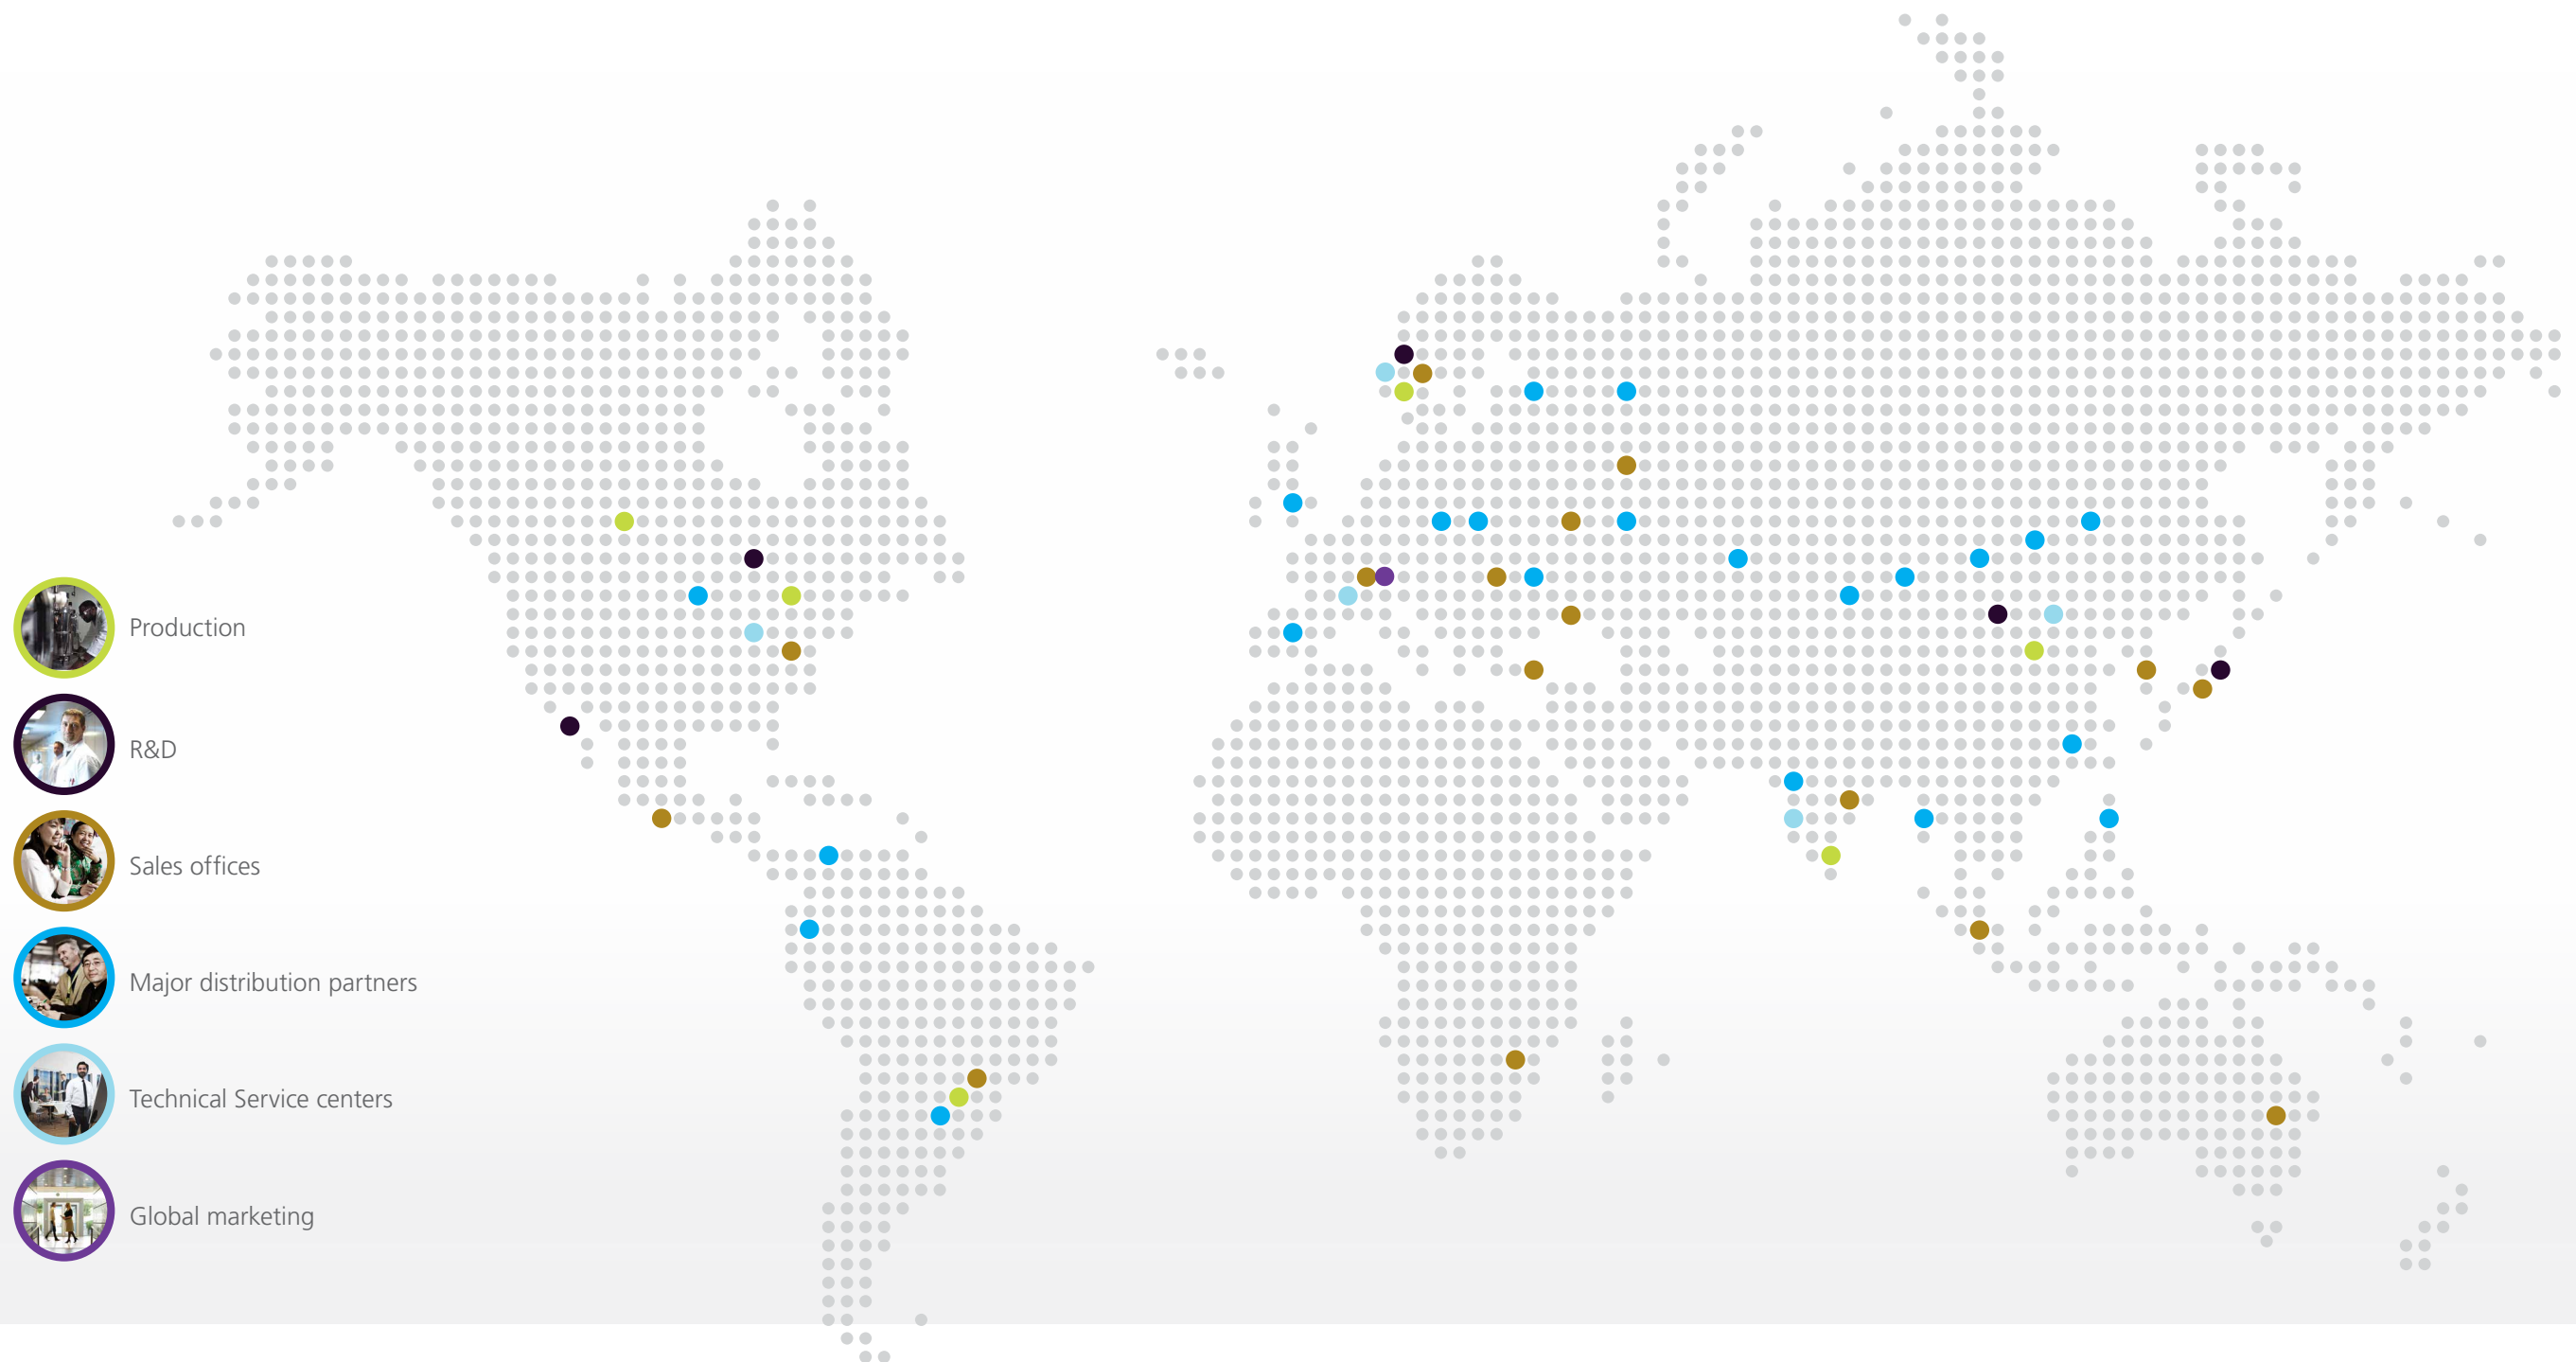 Production
R&D
Sales offices
Major distribution partners
Technical Service centers
Global marketing